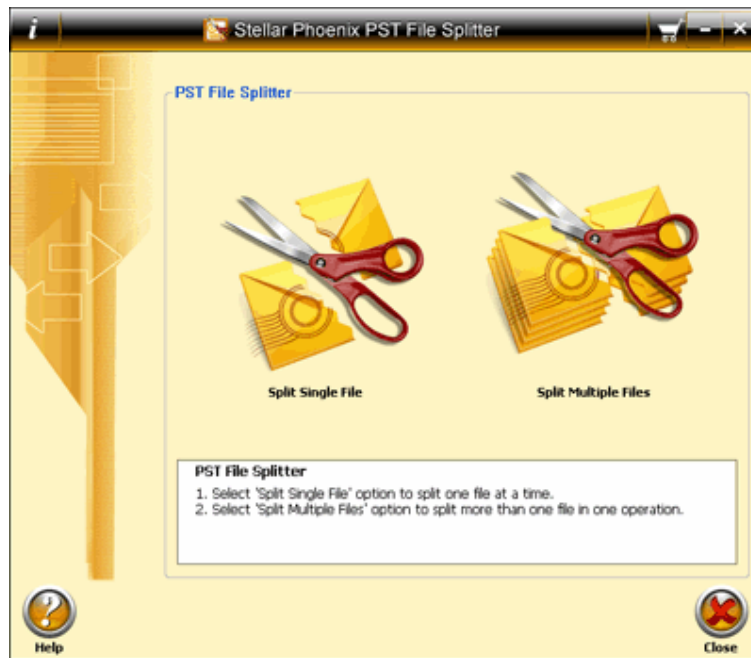 i
Stellar Phoenix PST File Splitter
PST File Splitter
Split Single File
Split Multiple Files
PST File Splitter
1. Select 'Split Single File' option to split one file at a time.
2. Select 'Split Multiple Files' option to split more than one file in one operation.
?
Help
Close